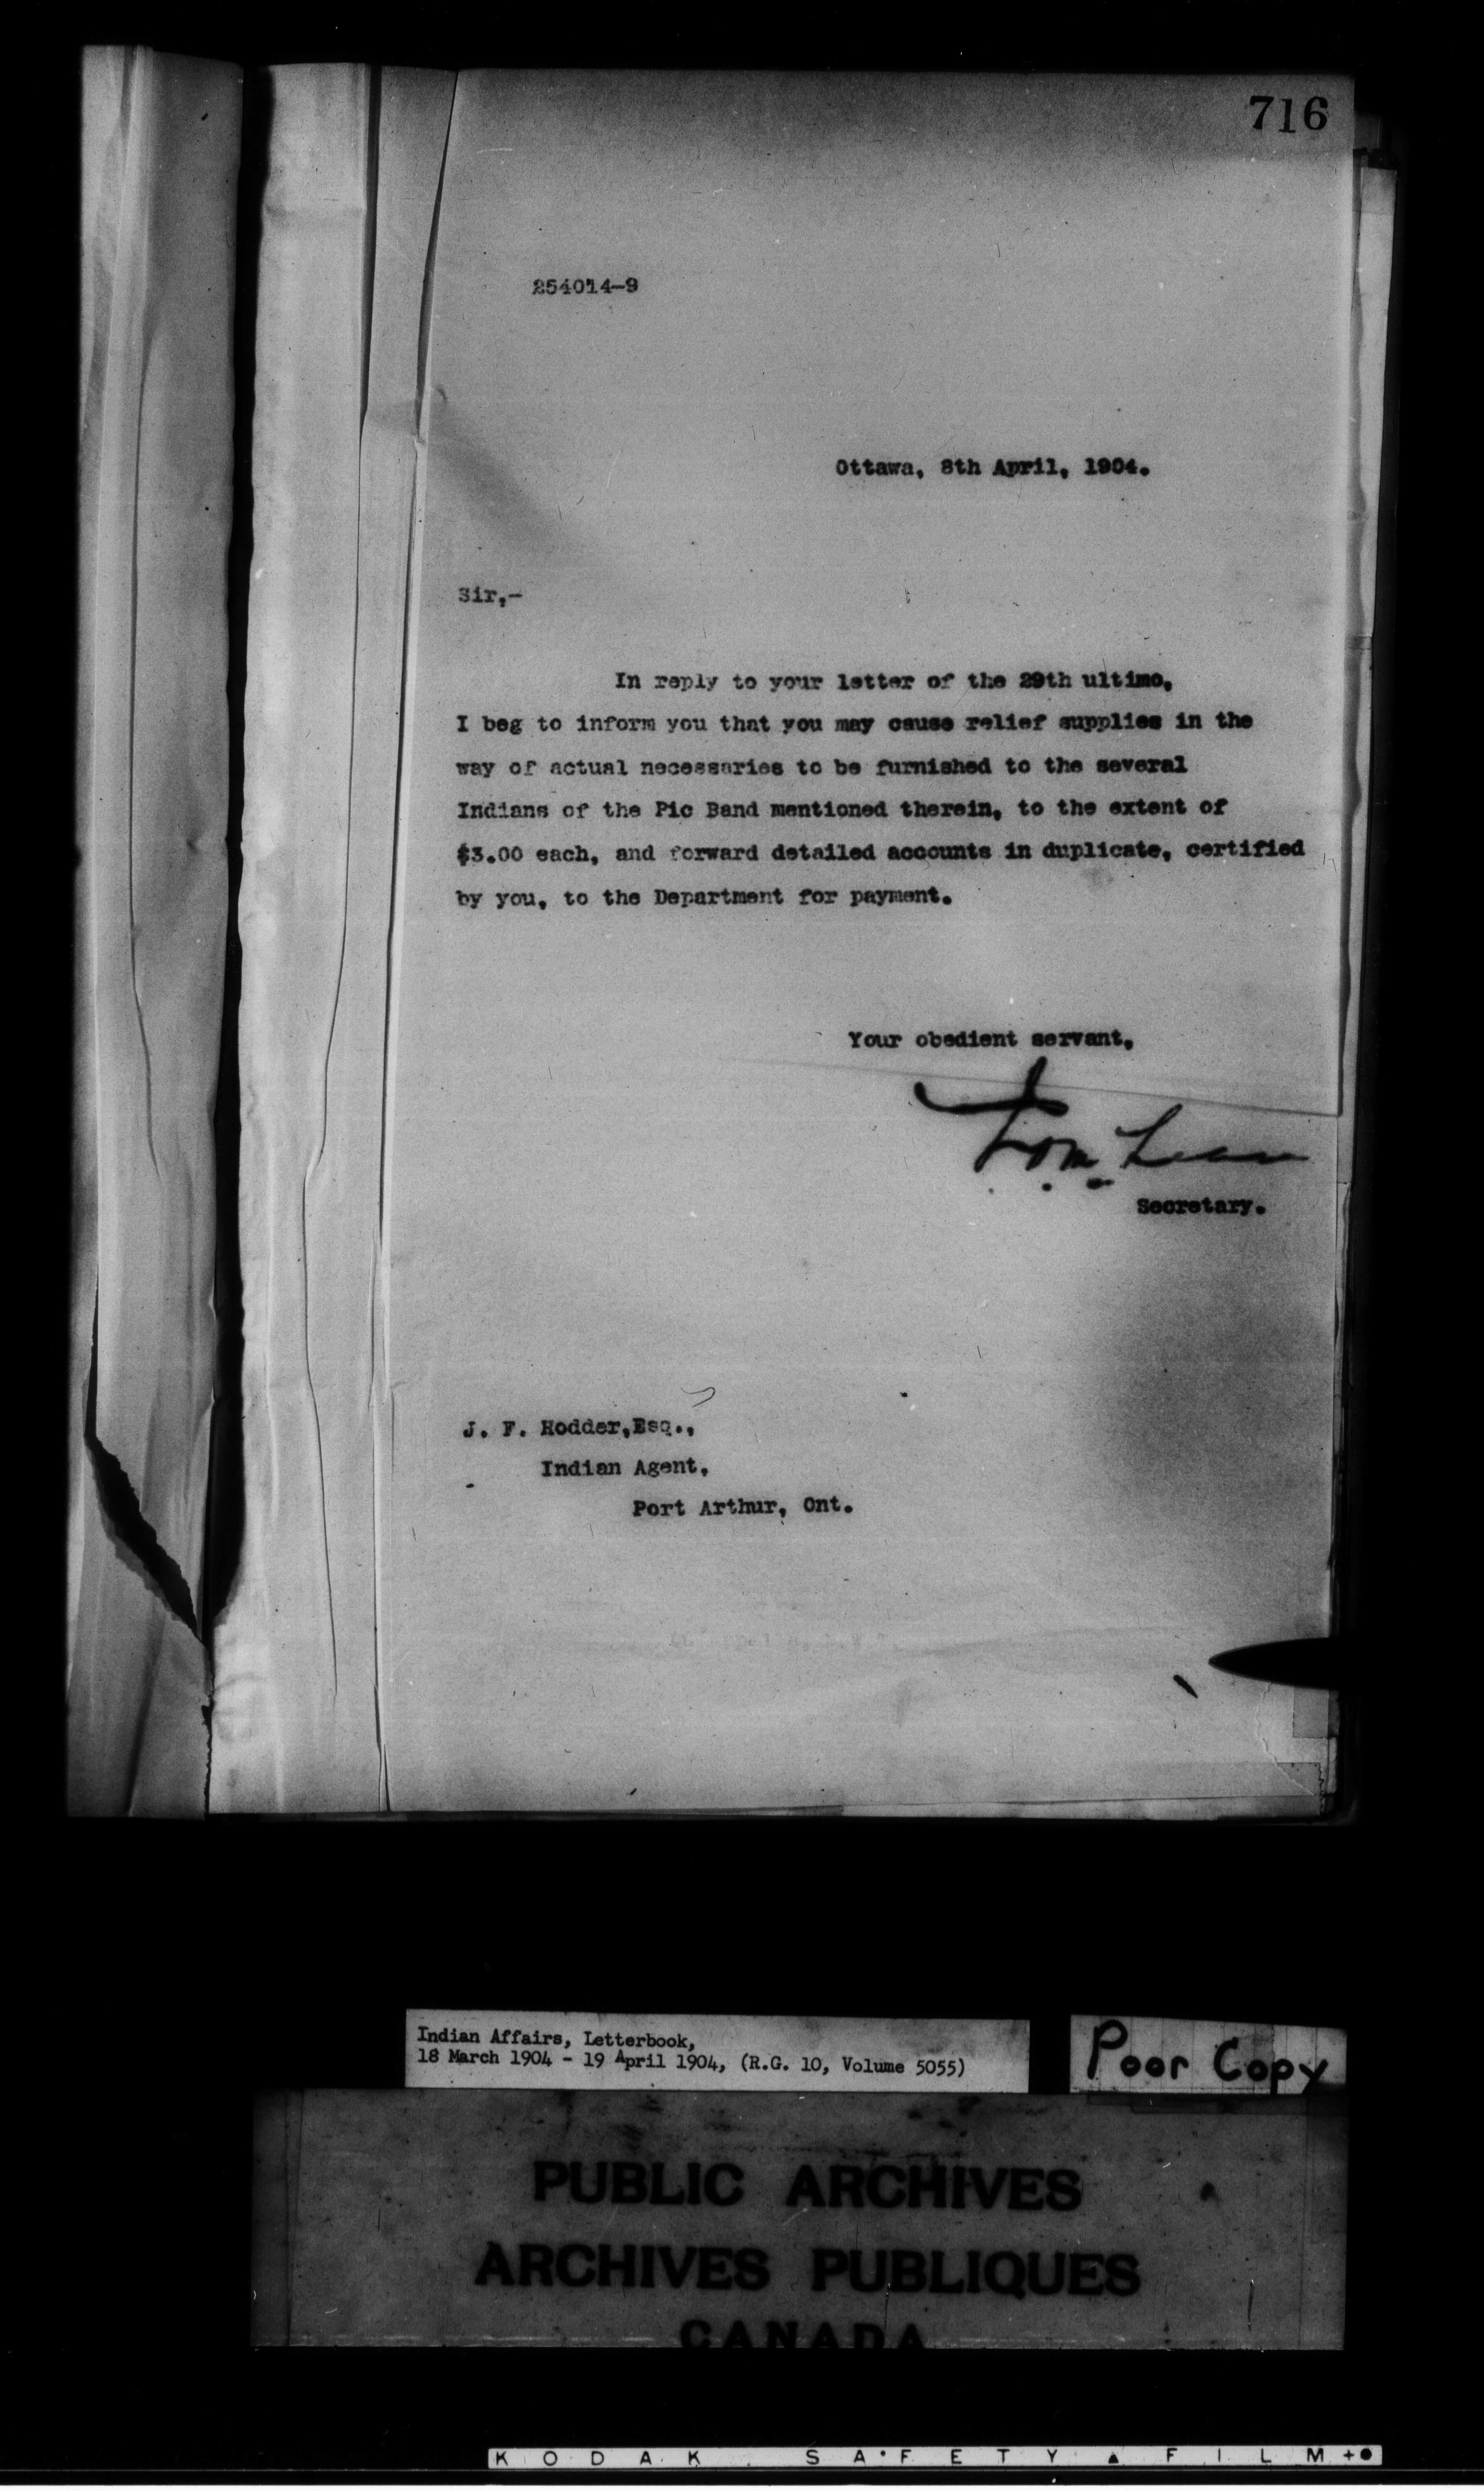 716
254014-9
Ottawa, 8th April, 1904.
Sir,-
In reply to your letter of the 29th ultimo,
I beg to inform you that you may cause relief supplies in the
way of actual necessaries to be furnished to the several
Indians of the Pic Band mentioned therein, to the extent of
$3.00 each, and forward detailed accounts in duplicate, certified
by you, to the Department for payment.
Your obedient servant,
Secretary.
J. F. Hodder,Esq.,
Indian Agent,
Port Arthur, Ont.
Indian Affairs, Letterbook,
18 March 1904 - 19 April 1904, (R.G. 10, Volume 5055)
Poor Copy
PUBLIC ARCHIVES
ARCHIVES PUBLIQUES
CANADA
KODAK SAFETY FILM